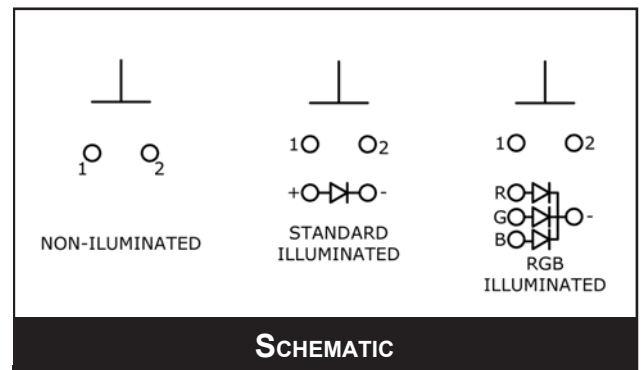 1 2
NON-ILUMINATED
1 2
+ -
STANDARD
ILLUMINATED
1 2
R
G -
B
RGB
ILLUMINATED
SCHEMATIC